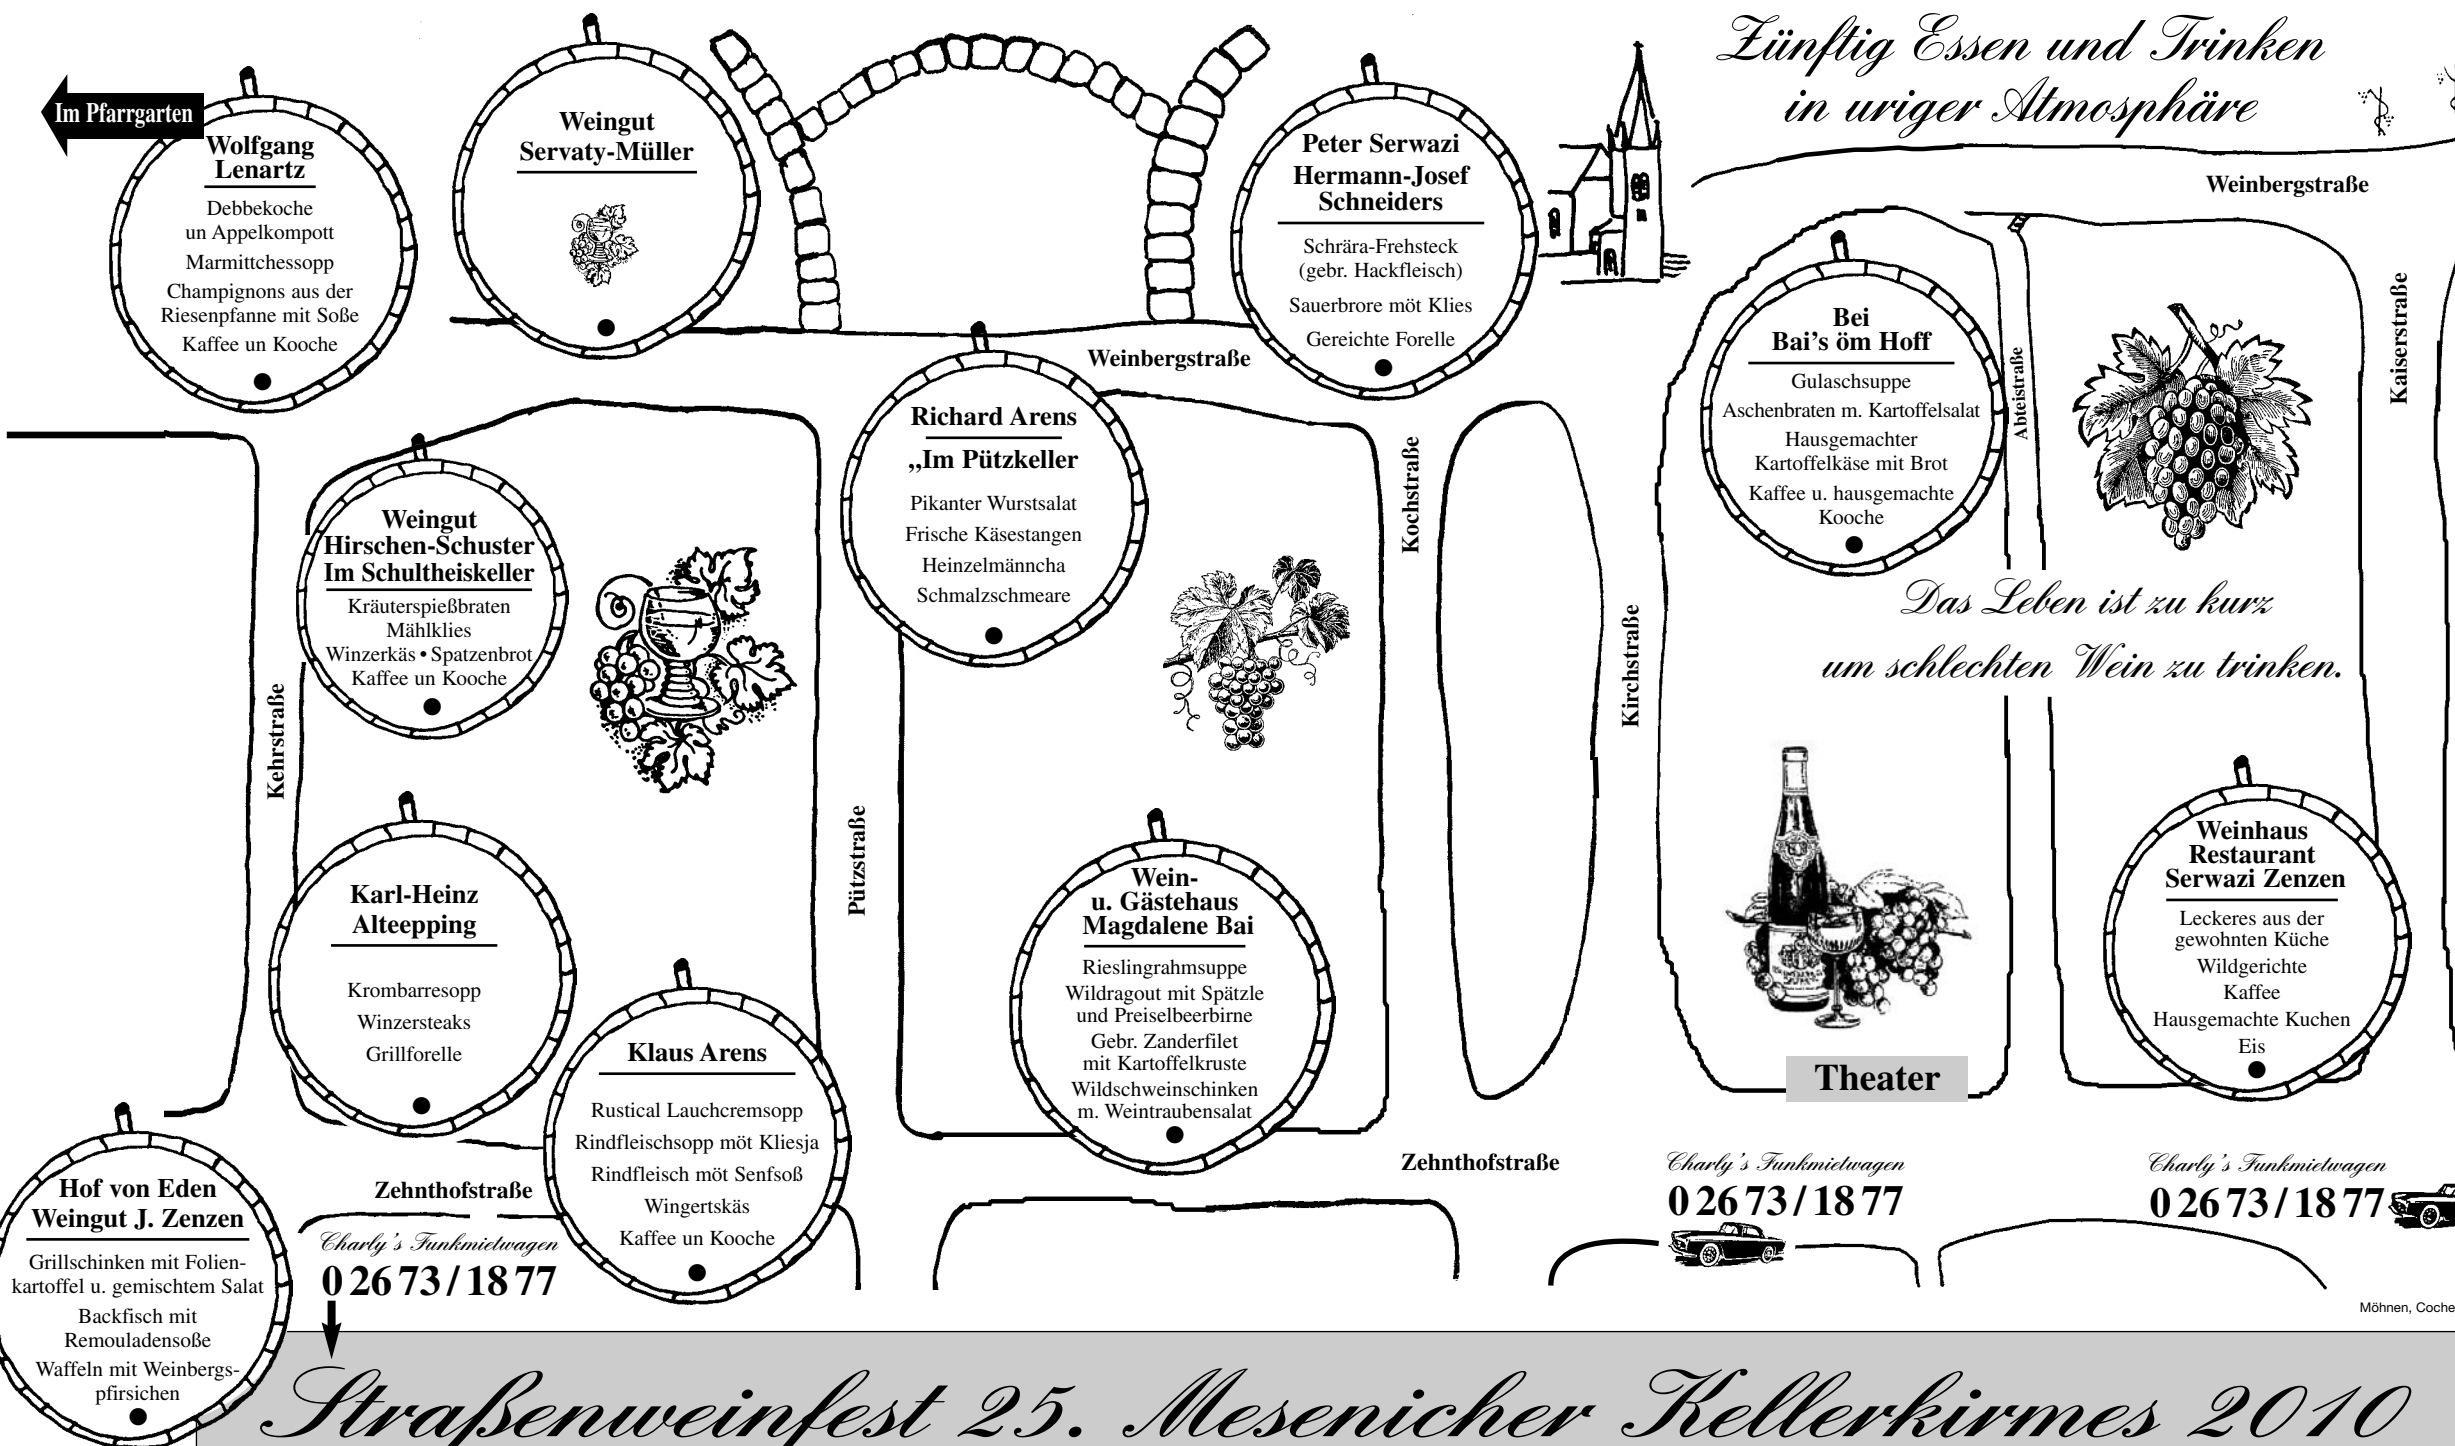 Zünftig Essen und Trinken
in uriger Atmosphäre
Im Pfarrgarten
Wolfgang
Lenartz
Debbekoche
un Appelkompott
Marmittchessopp
Champignons aus der
Riesenpfanne mit Soße
Kaffee un Kooche
Weingut
Servaty-Müller
Peter Serwazi
Hermann-Josef
Schneiders
Schrära-Frehsteck
(gebr. Hackfleisch)
Sauerbrore möt Klies
Gereichte Forelle
Weinbergstraße
Weinbergstraße
Bei
Bai's öm Hoff
Gulaschsuppe
Aschenbraten m. Kartoffelsalat
Hausgemachter
Kartoffelkäse mit Brot
Kaffee u. hausgemachte
Kooche
Abteistraße
Kaiserstraße
Richard Arens
„Im Pützkeller
Pikanter Wurstsalat
Frische Käsestangen
Heinzelmänncha
Schmalzschmeare
Kochstraße
Weingut
Hirschen-Schuster
Im Schultheiskeller
Kräuterspießbraten
Mählklies
Winzerkäs • Spatzenbrot
Kaffee un Kooche
Kehrstraße
Kirchstraße
Das Leben ist zu kurz
um schlechten Wein zu trinken.
Karl-Heinz
Alteepping
Krombarresopp
Winzersteaks
Grillforelle
Pützstraße
Wein-
u. Gästehaus
Magdalene Bai
Rieslingrahmsuppe
Wildragout mit Spätzle
und Preiselbeerbirne
Gebr. Zanderfilet
mit Kartoffelkruste
Wildschweinschinken
m. Weintraubensalat
Weinhaus
Restaurant
Serwazi Zenzen
Leckeres aus der
gewohnten Küche
Wildgerichte
Kaffee
Hausgemachte Kuchen
Eis
Theater
Klaus Arens
Rustical Lauchcremsopp
Rindfleischsopp möt Kliesja
Rindfleisch möt Senfsoß
Wingertskäs
Kaffee un Kooche
Hof von Eden
Weingut J. Zenzen
Grillschinken mit Folien-
kartoffel u. gemischtem Salat
Backfisch mit
Remouladensoße
Waffeln mit Weinbergs-
pfirsichen
Zehnthofstraße
Charly's Funkmietwagen
0 26 73 / 18 77
Zehnthofstraße
Charly's Funkmietwagen
0 26 73 / 18 77
Charly's Funkmietwagen
0 26 73 / 18 77
Möhnen, Coche
Straßenweinfest 25. Mesenicher Kellerkirmes 2010